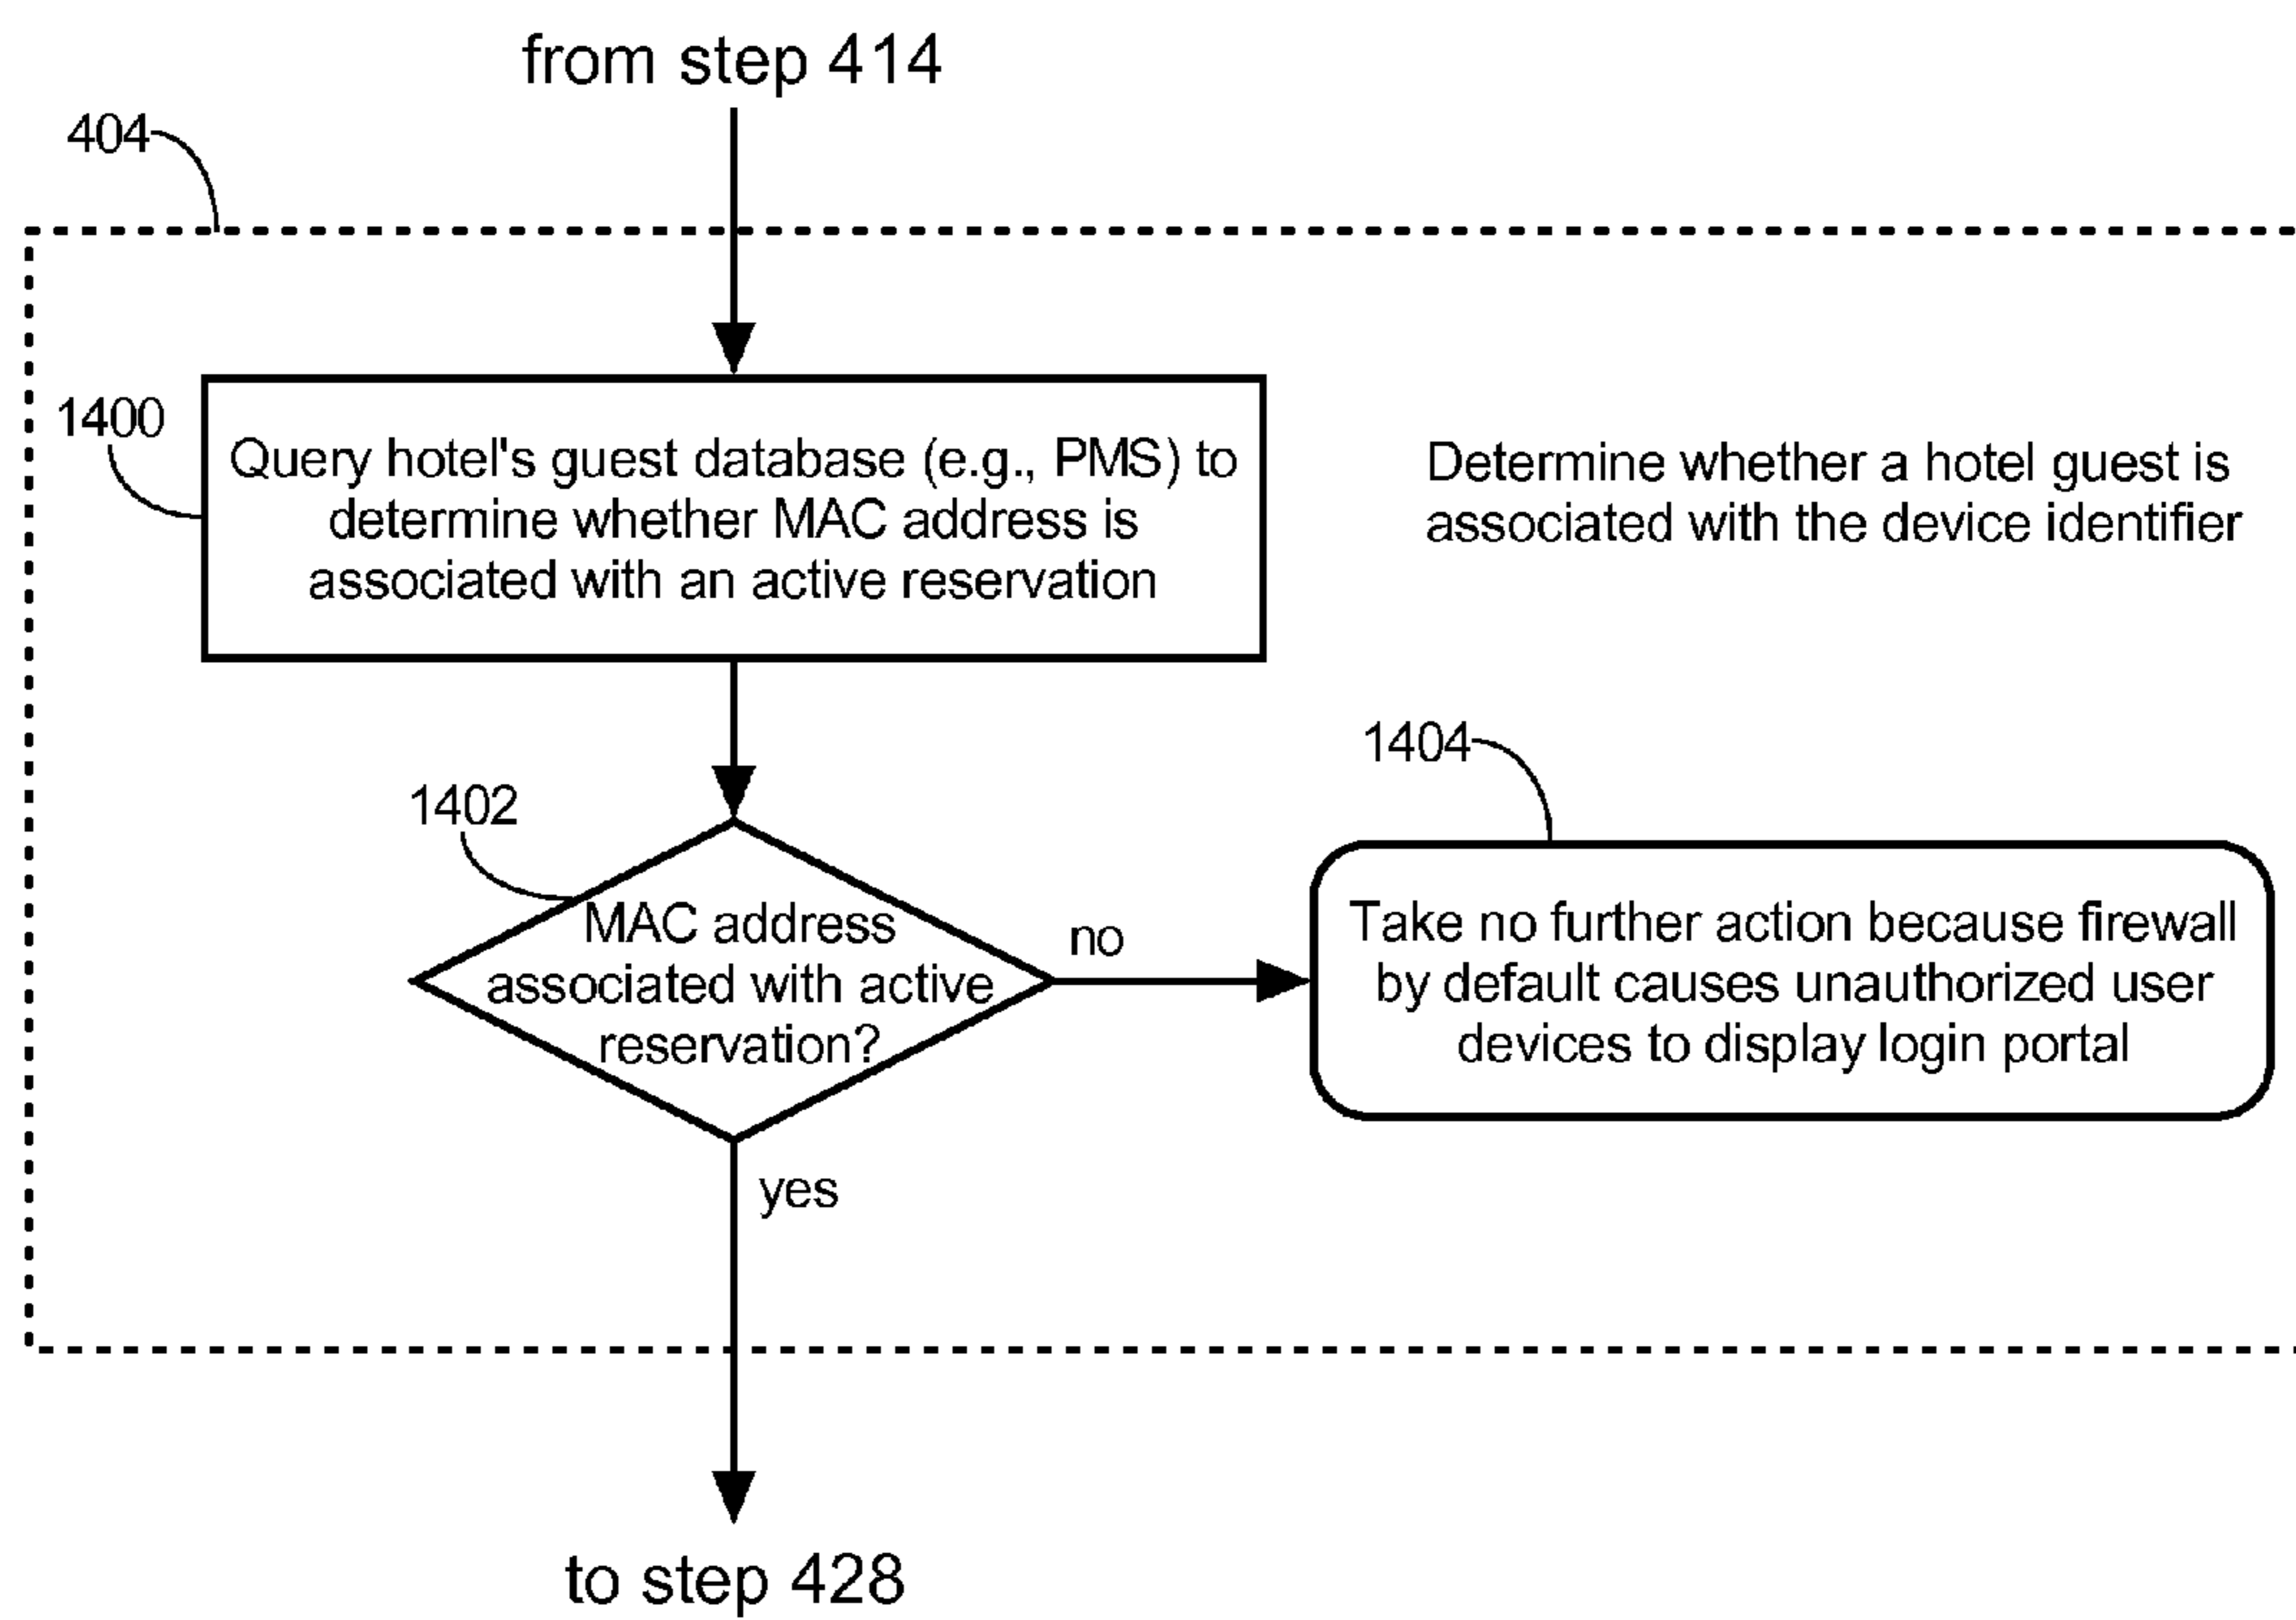 from step 414
404
1400
Query hotel's guest database (e.g., PMS) to
determine whether MAC address is
associated with an active reservation
Determine whether a hotel guest is
associated with the device identifier
1402
MAC address
associated with active
reservation?
no
1404
Take no further action because firewall
by default causes unauthorized user
devices to display login portal
yes
to step 428